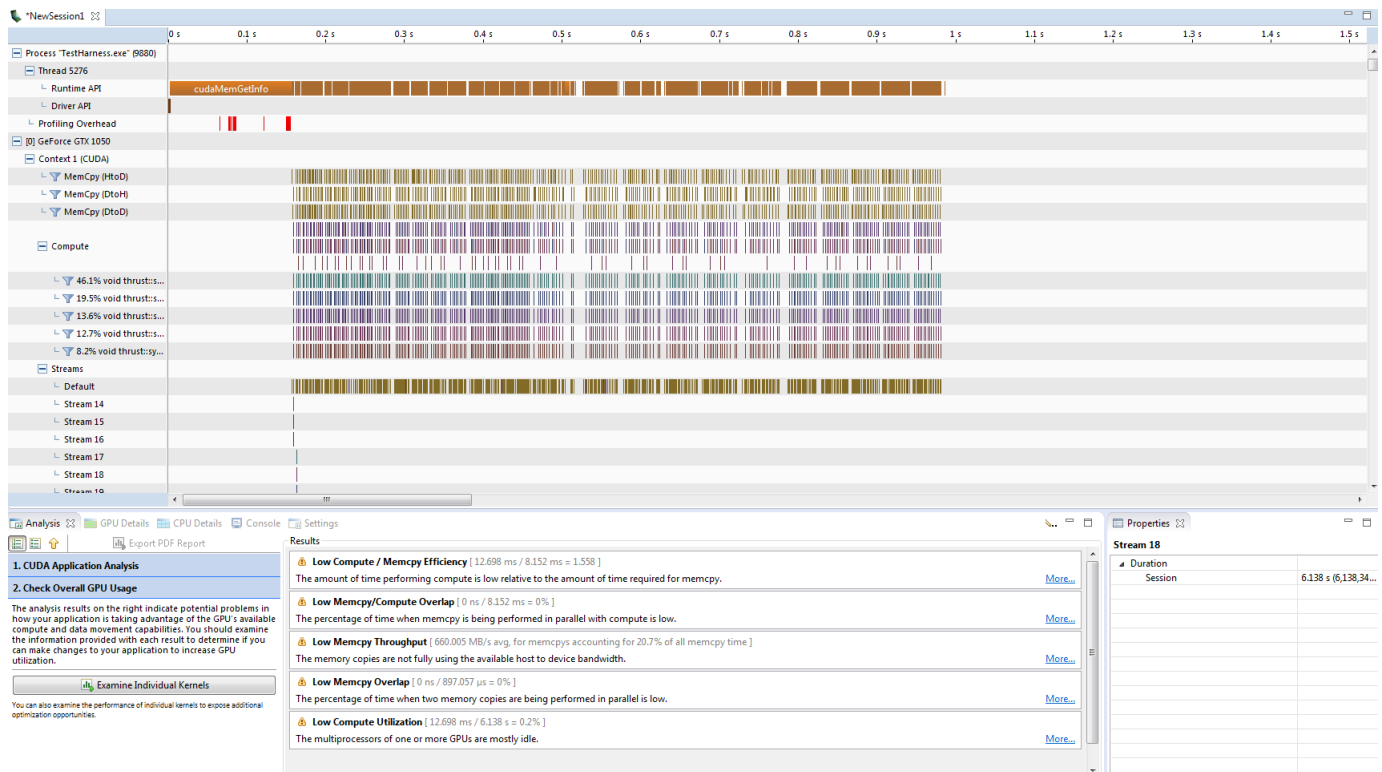 *NewSession1
0 s 0.1 s 0.2 s 0.3 s 0.4 s 0.5 s 0.6 s 0.7 s 0.8 s 0.9 s 1 s 1.1 s 1.2 s 1.3 s 1.4 s 1.5 s
Process "TestHarness.exe" (9880)
Thread 5276
Runtime API
cudaMemGetInfo
Driver API
Profiling Overhead
[0] GeForce GTX 1050
Context 1 (CUDA)
MemCpy (HtoD)
MemCpy (DtoH)
MemCpy (DtoD)
Compute
46.1% void thrust::s...
19.5% void thrust::s...
13.6% void thrust::s...
12.7% void thrust::s...
8.2% void thrust::sy...
Streams
Default
Stream 14
Stream 15
Stream 16
Stream 17
Stream 18
Stream 19
Analysis GPU Details CPU Details Console Settings
Export PDF Report
1. CUDA Application Analysis
2. Check Overall GPU Usage
The analysis results on the right indicate potential problems in
how your application is taking advantage of the GPU's available
compute and data movement capabilities. You should examine
the information provided with each result to determine if you
can make changes to your application to increase GPU
utilization.
Examine Individual Kernels
You can also examine the performance of individual kernels to expose additional
optimization opportunities.
Results
Low Compute / Memcpy Efficiency [ 12.698 ms / 8.152 ms = 1.558 ]
The amount of time performing compute is low relative to the amount of time required for memcpy. More...
Low Memcpy/Compute Overlap [ 0 ns / 8.152 ms = 0% ]
The percentage of time when memcpy is being performed in parallel with compute is low. More...
Low Memcpy Throughput [ 660.005 MB/s avg, for memcpys accounting for 20.7% of all memcpy time ]
The memory copies are not fully using the available host to device bandwidth. More...
Low Memcpy Overlap [ 0 ns / 897.057 µs = 0% ]
The percentage of time when two memory copies are being performed in parallel is low. More...
Low Compute Utilization [ 12.698 ms / 6.138 s = 0.2% ]
The multiprocessors of one or more GPUs are mostly idle. More...
Properties
Stream 18
Duration
Session 6.138 s (6,138,34...